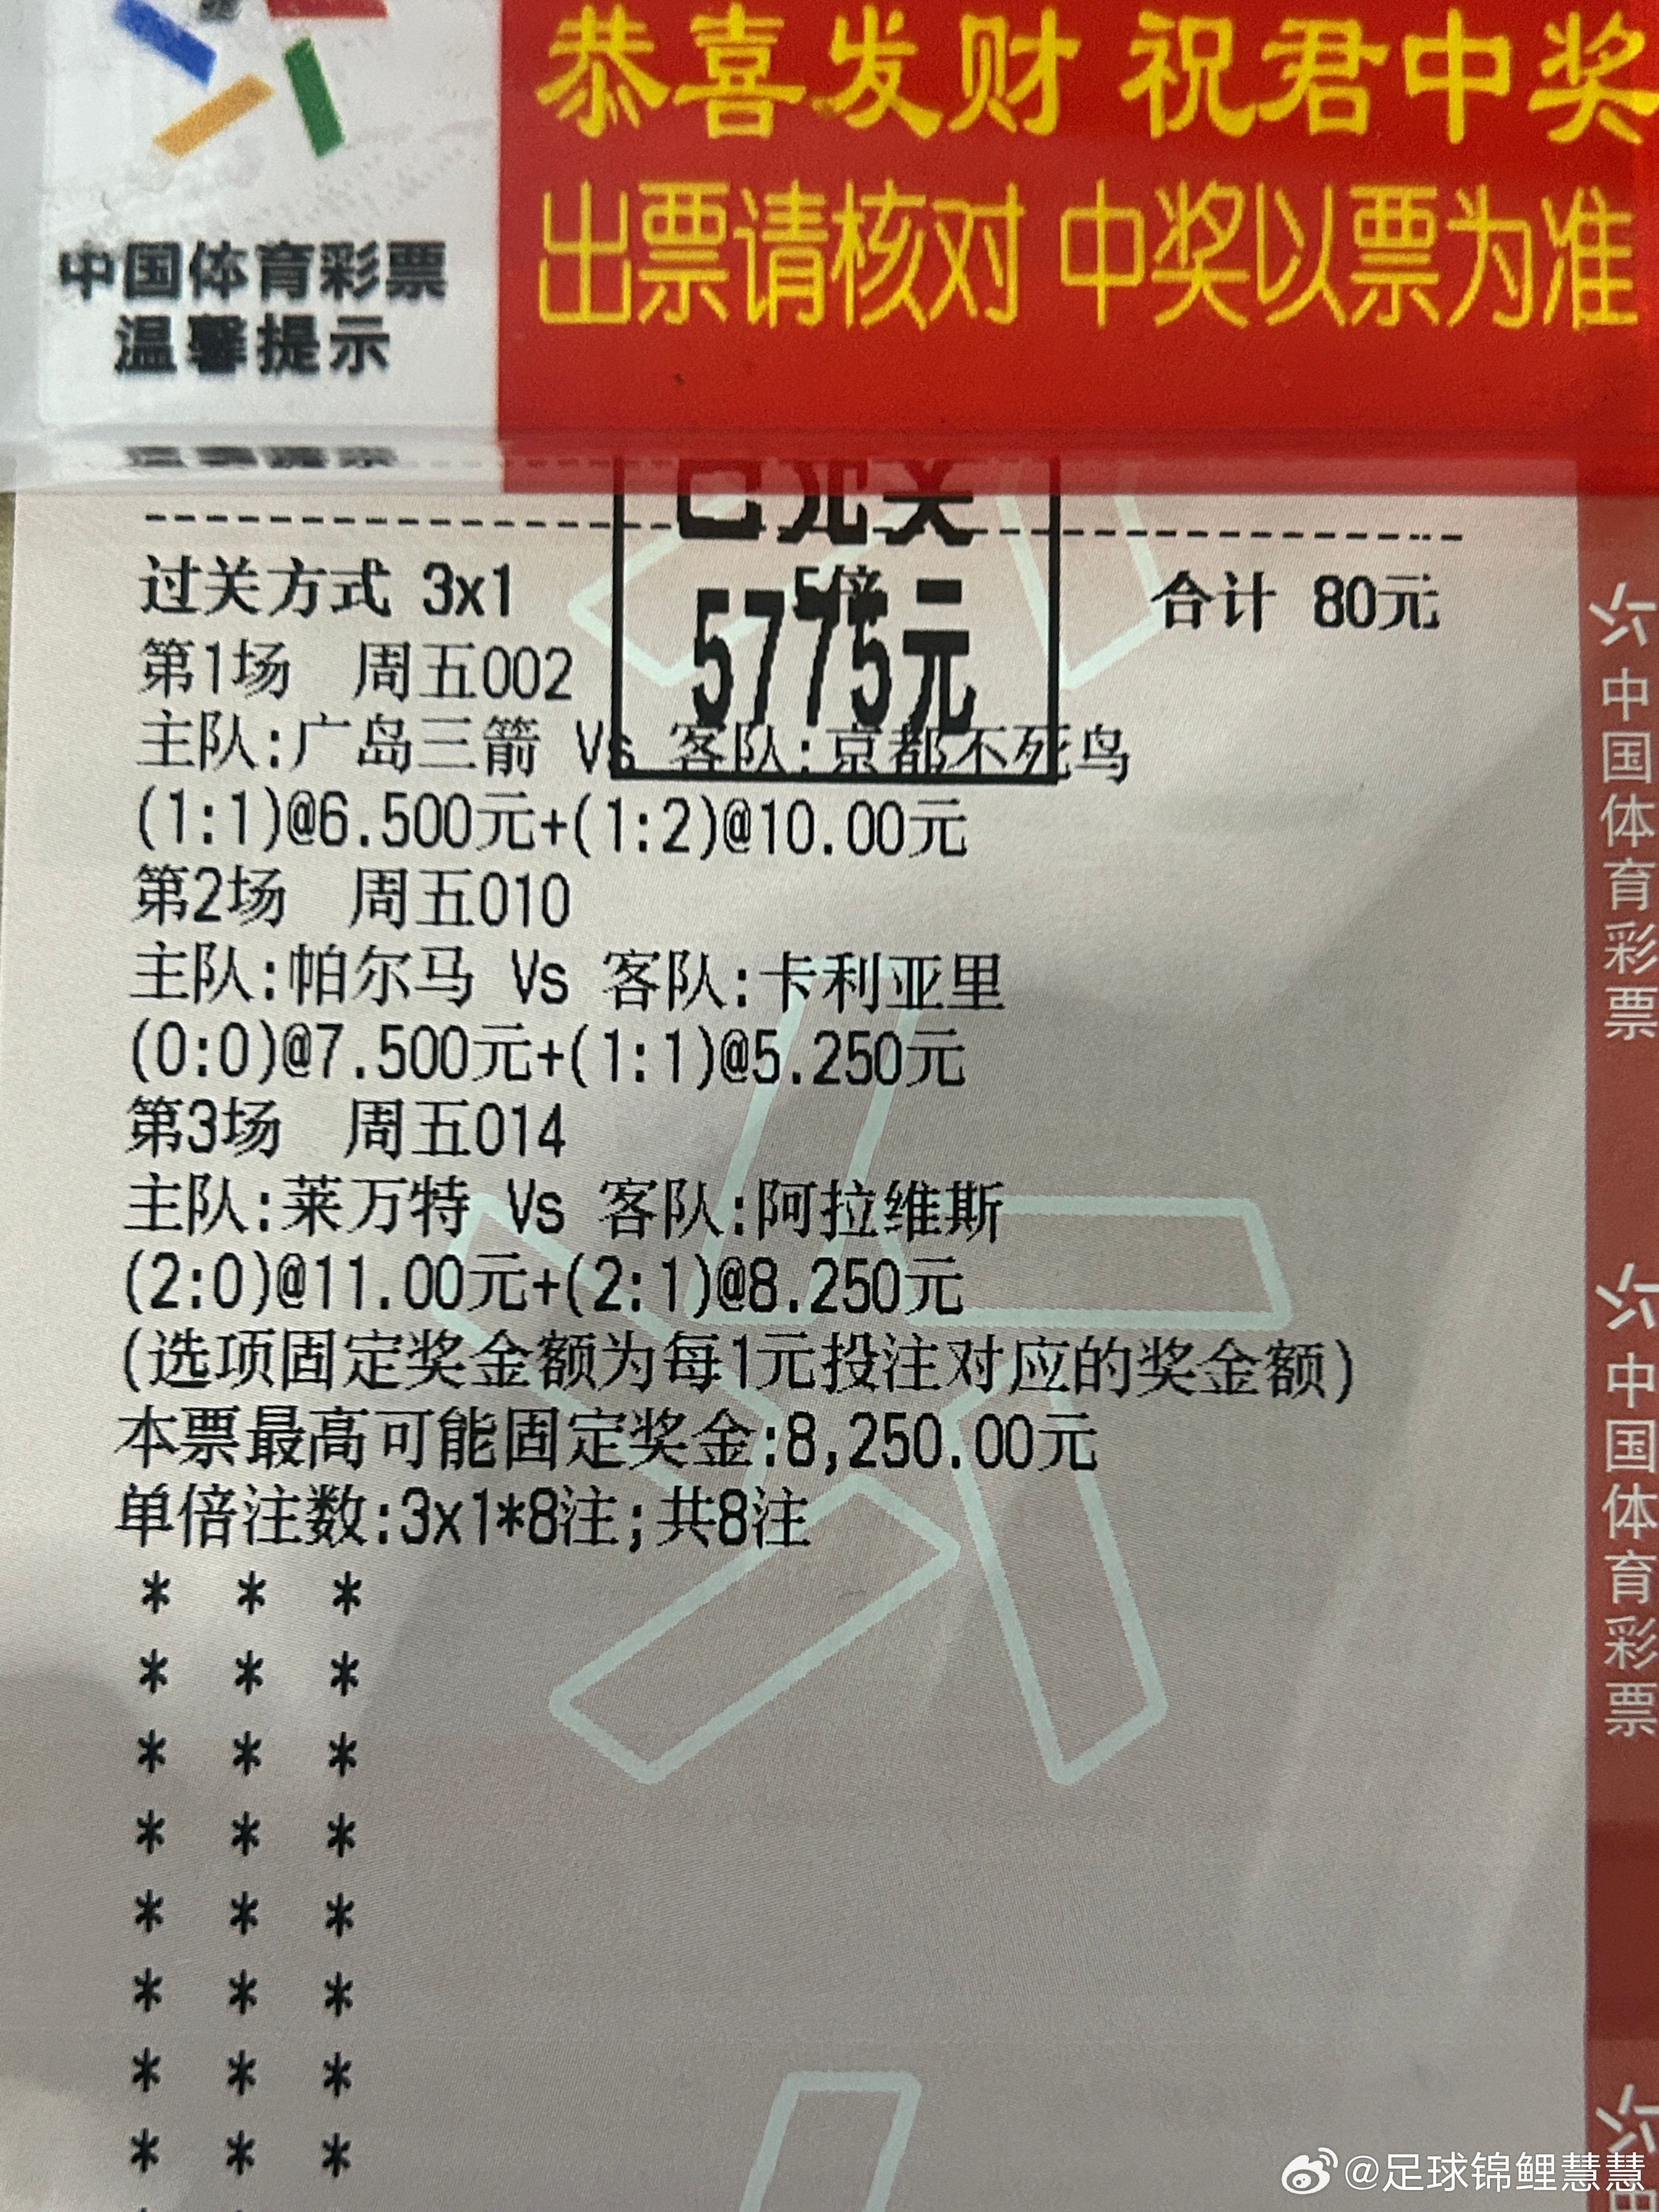 恭喜发财 祝君中奖
出票请核对 中奖以票为准
中国体育彩票
温馨提示
已兑奖
5775元
过关方式 3x1 5倍 合计 80元
第1场 周五002
主队:广岛三箭 Vs 客队:京都不死鸟
(1:1)@6.500元+(1:2)@10.00元
第2场 周五010
主队:帕尔马 Vs 客队:卡利亚里
(0:0)@7.500元+(1:1)@5.250元
第3场 周五014
主队:莱万特 Vs 客队:阿拉维斯
(2:0)@11.00元+(2:1)@8.250元
(选项固定奖金额为每1元投注对应的奖金额)
本票最高可能固定奖金:8,250.00元
单倍注数:3x1*8注;共8注
* * *
* * *
* * *
* * *
* * *
* * *
* * *
* * *
中国体育彩票
中国体育彩票
中国
@足球锦鲤慧慧